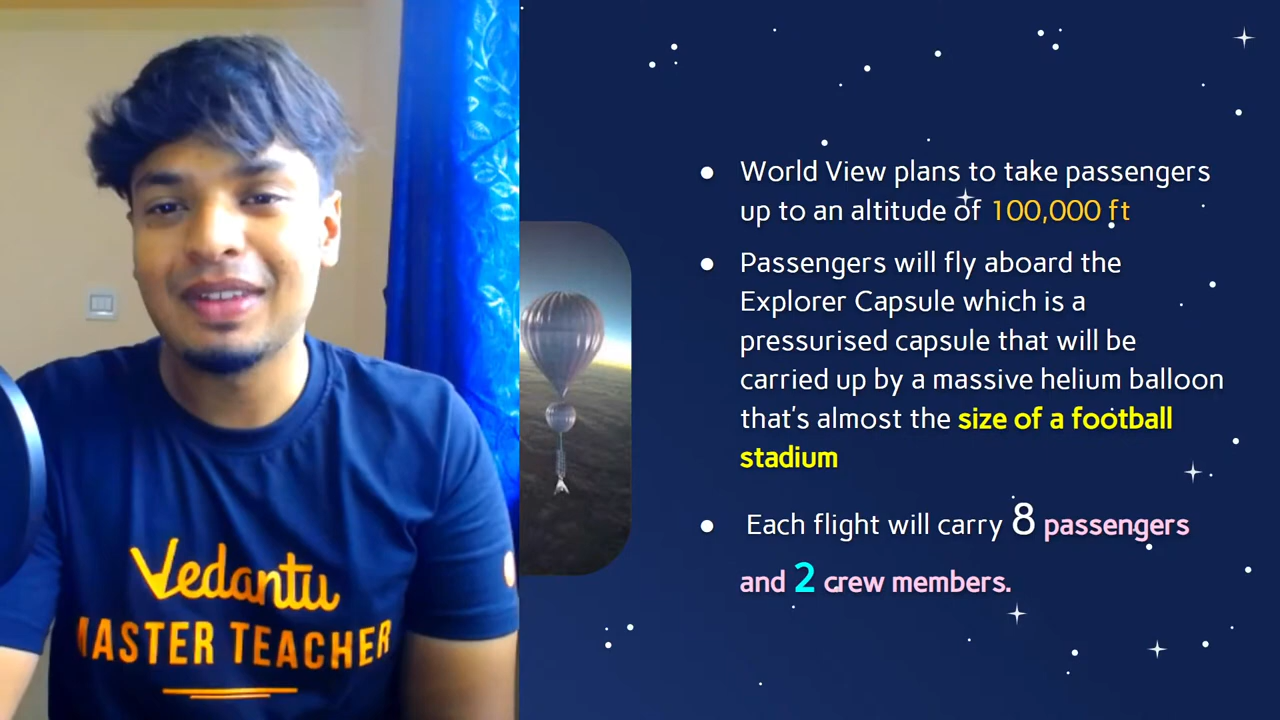 World View plans to take passengers
up to an altitude of 100,000 ft
Passengers will fly aboard the
Explorer Capsule which is a
pressurised capsule that will be
carried up by a massive helium balloon
that's almost the size of a football
stadium
Each flight will carry 8 passengers
and 2 crew members.
Vedantu
MASTER TEACHER